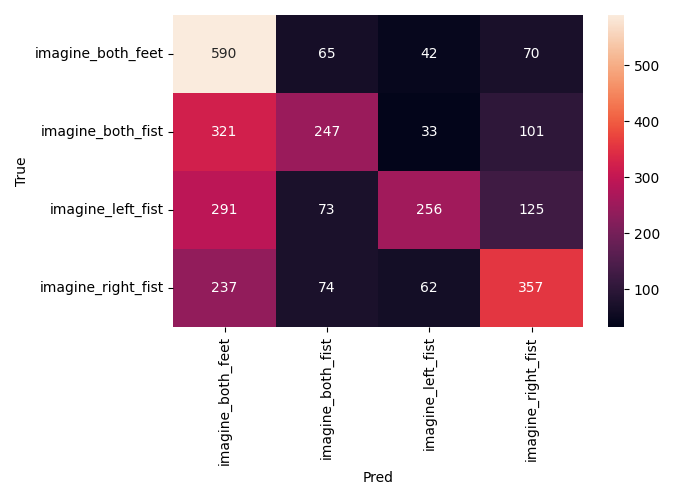 imagine_both_feet 590 65 42 70
imagine_both_fist 321 247 33 101
imagine_left_fist 291 73 256 125
imagine_right_fist 237 74 62 357
True
imagine_both_feet
imagine_both_fist
imagine_left_fist
imagine_right_fist
Pred
500
400
300
200
100